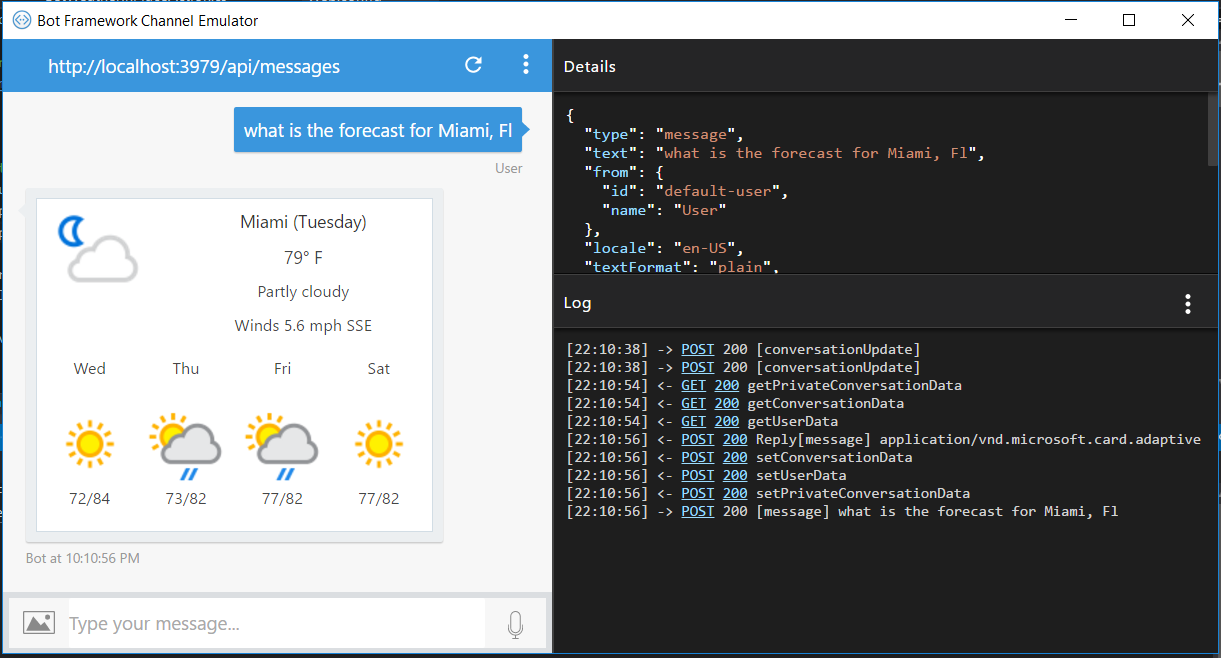 Bot Framework Channel Emulator
http://localhost:3979/api/messages
what is the forecast for Miami, Fl
User
Miami (Tuesday)
79° F
Partly cloudy
Winds 5.6 mph SSE
Wed Thu Fri Sat
72/84 73/82 77/82 77/82
Bot at 10:10:56 PM
Type your message...
Details
{
"type": "message",
"text": "what is the forecast for Miami, Fl",
"from": {
"id": "default-user",
"name": "User"
},
"locale": "en-US",
"textFormat": "plain",
Log
[22:10:38] -> POST 200 [conversationUpdate]
[22:10:38] -> POST 200 [conversationUpdate]
[22:10:54] <- GET 200 getPrivateConversationData
[22:10:54] <- GET 200 getConversationData
[22:10:54] <- GET 200 getUserData
[22:10:56] <- POST 200 Reply[message] application/vnd.microsoft.card.adaptive
[22:10:56] <- POST 200 setConversationData
[22:10:56] <- POST 200 setUserData
[22:10:56] <- POST 200 setPrivateConversationData
[22:10:56] -> POST 200 [message] what is the forecast for Miami, Fl